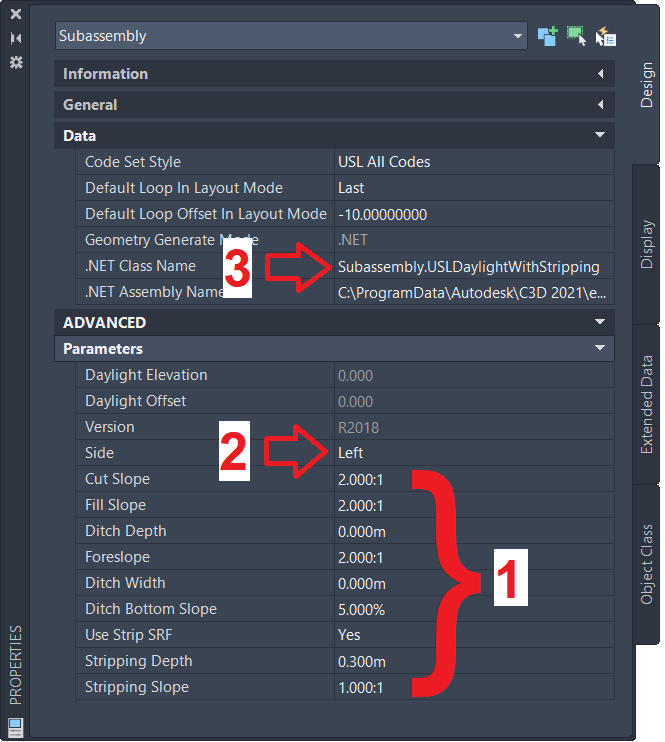 Subassembly
Information
General
Data
Code Set Style USL All Codes
Default Loop In Layout Mode Last
Default Loop Offset In Layout Mode -10.00000000
Geometry Generate Mode .NET
.NET Class Name 3 Subassembly.USLDaylightWithStripping
.NET Assembly Name C:\ProgramData\Autodesk\C3D 2021\e...
ADVANCED
Parameters
Daylight Elevation 0.000
Daylight Offset 0.000
Version R2018
Side 2 Left
Cut Slope 2.000:1
Fill Slope 2.000:1
Ditch Depth 0.000m
Foreslope 2.000:1
Ditch Width 0.000m
1
Ditch Bottom Slope 5.000%
Use Strip SRF Yes
Stripping Depth 0.300m
Stripping Slope 1.000:1
PROPERTIES
Design
Display
Extended Data
Object Class